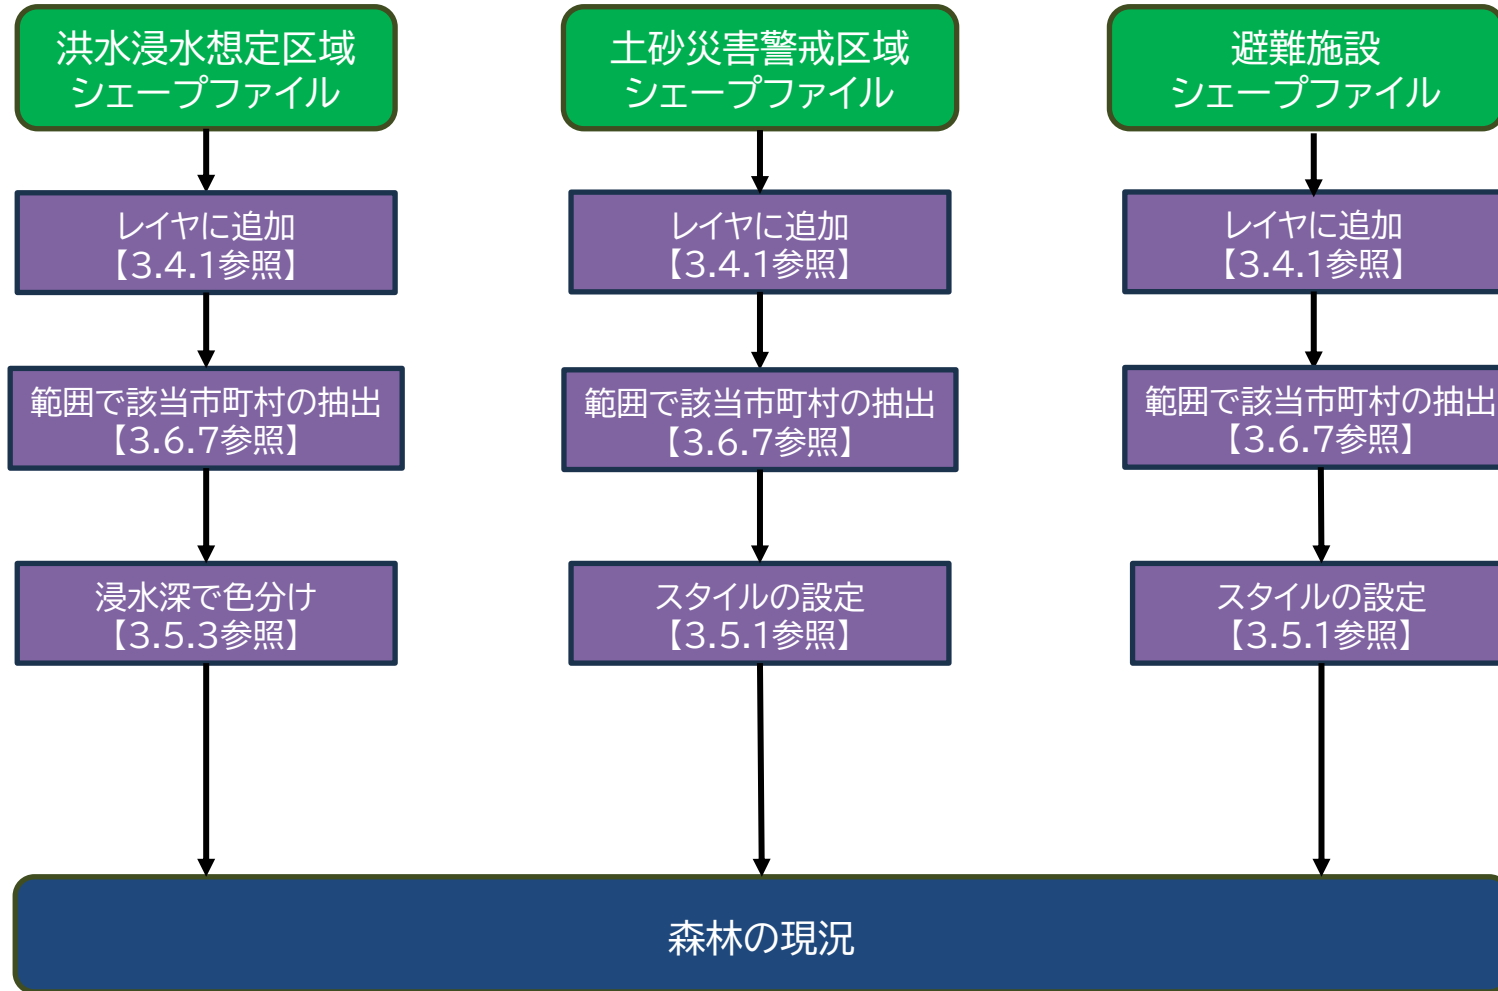 洪水浸水想定区域
シェープファイル
土砂災害警戒区域
シェープファイル
避難施設
シェープファイル
レイヤに追加
【3.4.1参照】
レイヤに追加
【3.4.1参照】
レイヤに追加
【3.4.1参照】
範囲で該当市町村の抽出
【3.6.7参照】
範囲で該当市町村の抽出
【3.6.7参照】
範囲で該当市町村の抽出
【3.6.7参照】
浸水深で色分け
【3.5.3参照】
スタイルの設定
【3.5.1参照】
スタイルの設定
【3.5.1参照】
森林の現況